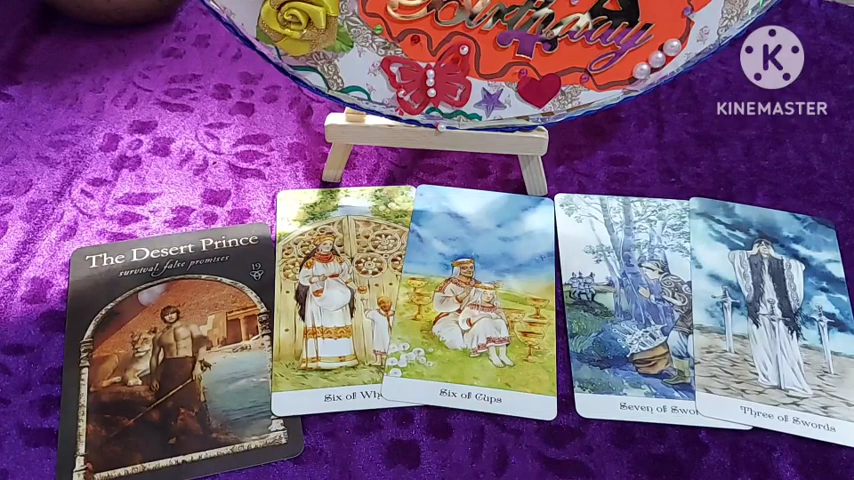 Birthday
KINEMASTER
The Desert Prince
survival, false promises
19
Six of Wh
Six of Cups
Seven of Swor
Three of Swords